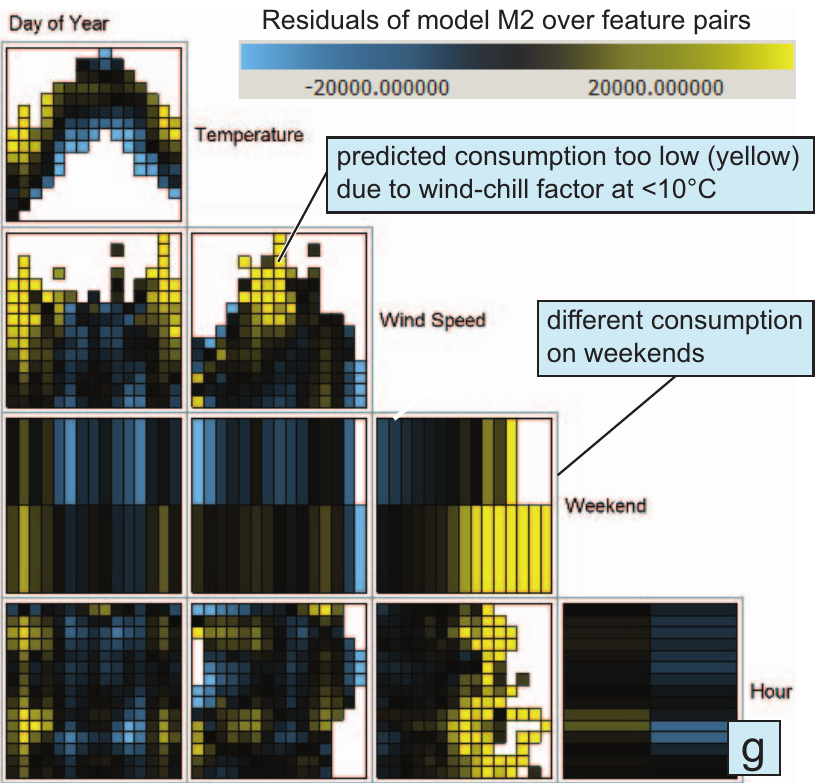 Residuals of model M2 over feature pairs
Day of Year
-20000.000000 20000.000000
Temperature
predicted consumption too low (yellow)
due to wind-chill factor at <10°C
Wind Speed
different consumption
on weekends
Weekend
Hour
g